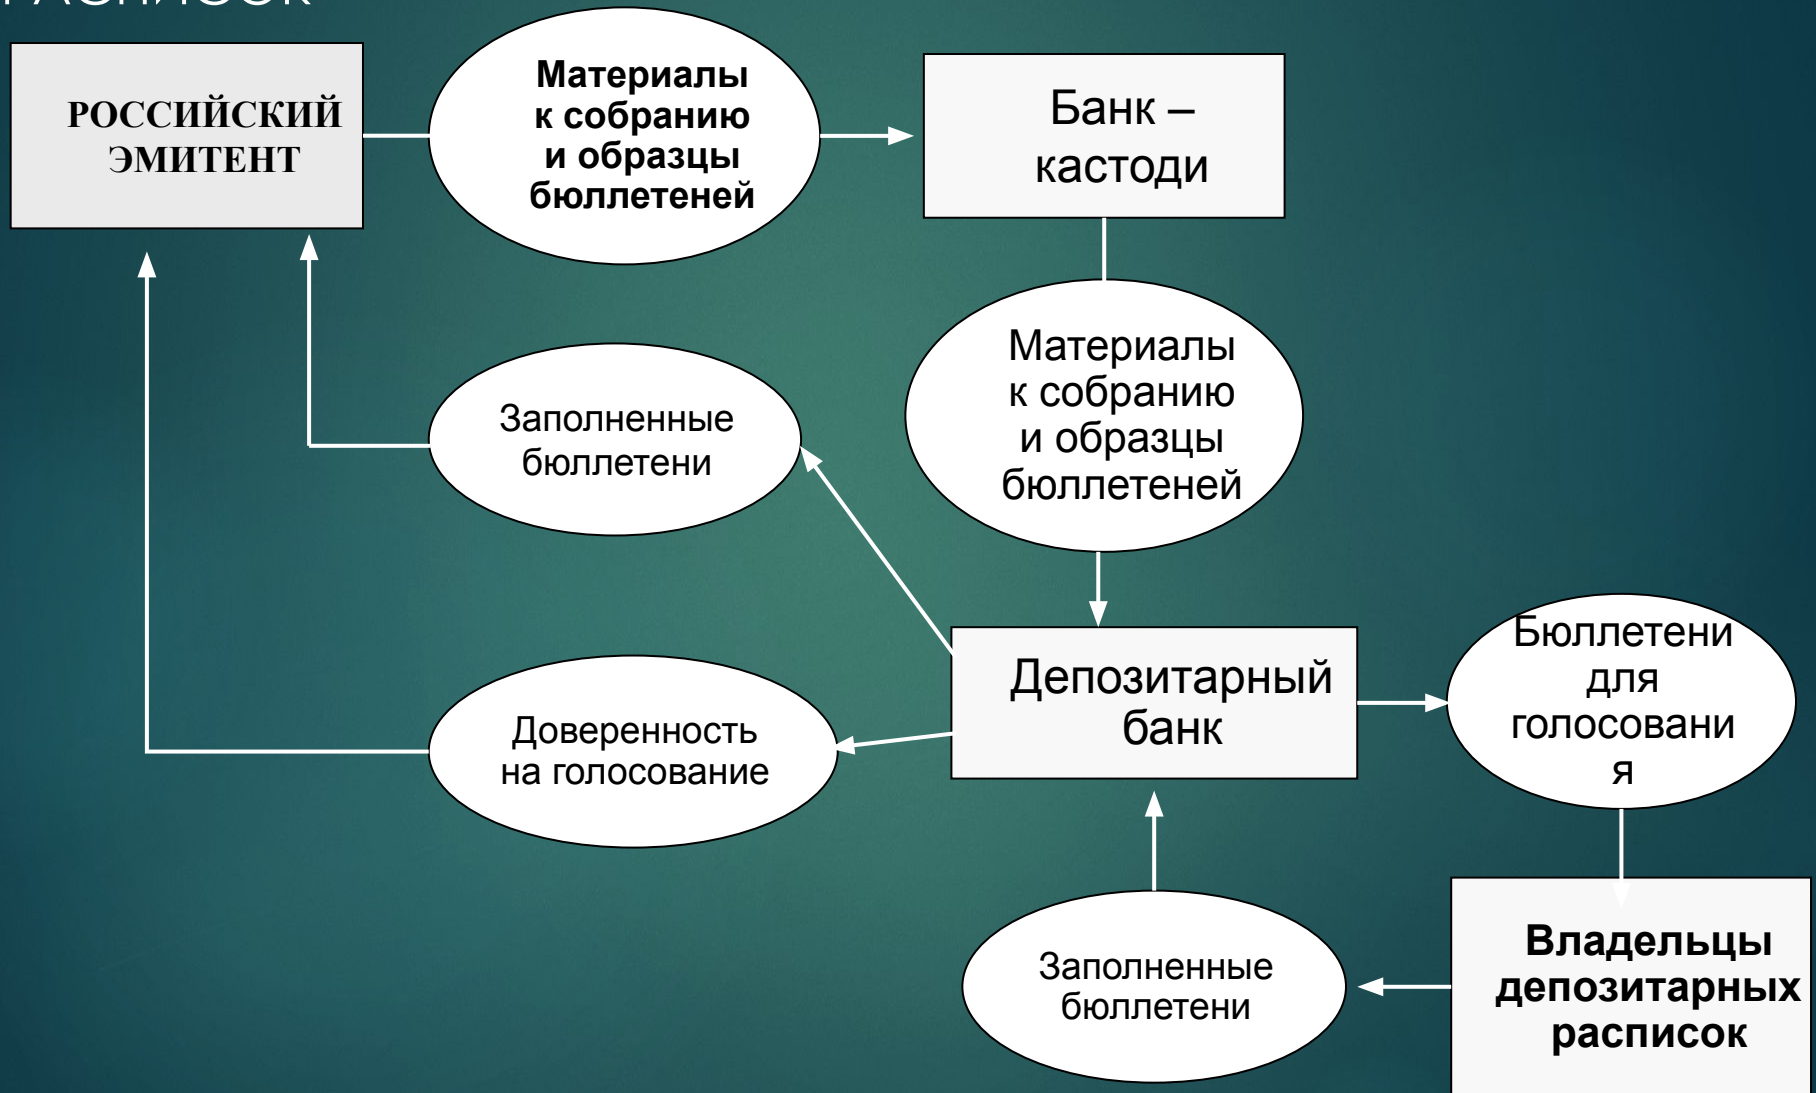 РАСПИСОК
РОССИЙСКИЙ
ЭМИТЕНТ
Материалы
к собранию
и образцы
бюллетеней
Банк –
кастоди
Материалы
к собранию
и образцы
бюллетеней
Заполненные
бюллетени
Депозитарный
банк
Бюллетени
для
голосовани
я
Доверенность
на голосование
Заполненные
бюллетени
Владельцы
депозитарных
расписок